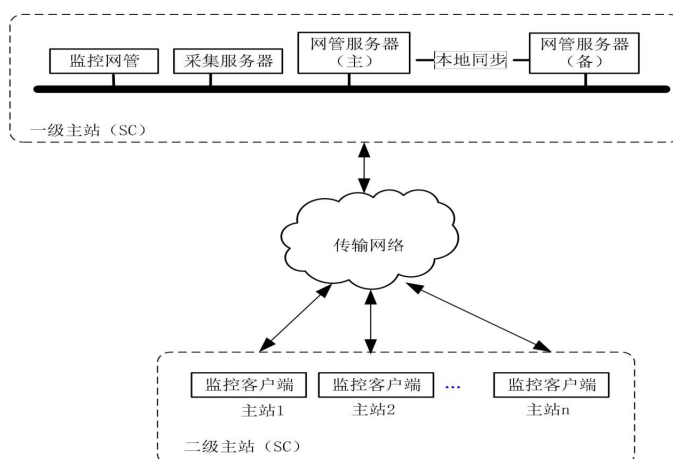 监控网管
采集服务器
网管服务器
（主）
本地同步
网管服务器
（备）
一级主站（SC）
传输网络
监控客户端
监控客户端
...
监控客户端
主站1
主站2
主站n
二级主站（SC）